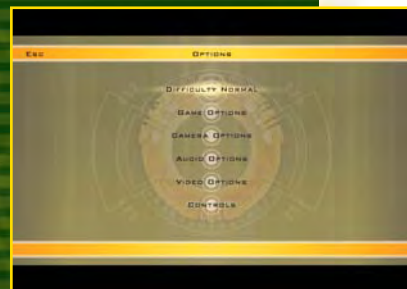 Esc
Options
Difficulty Normal
Game Options
Camera Options
Audio Options
Video Options
Controls